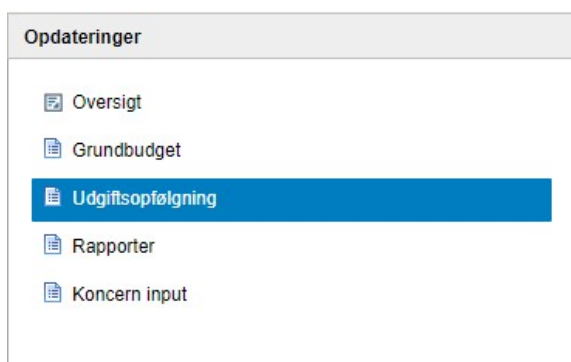 Opdateringer
Oversigt
Grundbudget
Udgiftsopfølgning
Rapporter
Koncern input